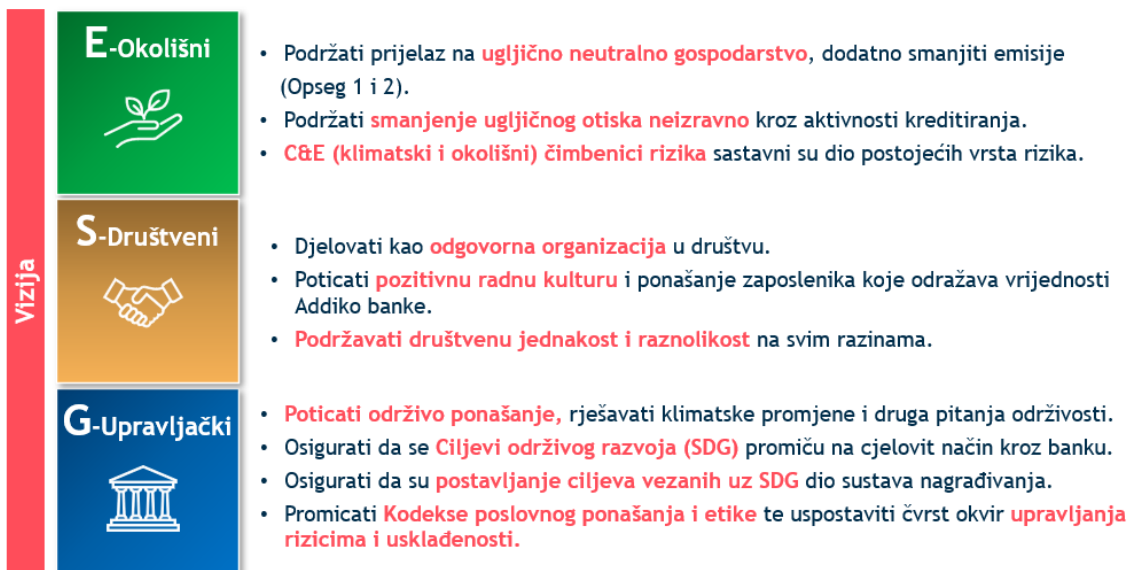 Vizija
E-Okolišni
• Podržati prijelaz na ugljično neutralno gospodarstvo, dodatno smanjiti emisije
(Opseg 1 i 2).
• Podržati smanjenje ugljičnog otiska neizravno kroz aktivnosti kreditiranja.
• C&E (klimatski i okolišni) čimbenici rizika sastavni su dio postojećih vrsta rizika.
S-Društveni
• Djelovati kao odgovorna organizacija u društvu.
• Poticati pozitivnu radnu kulturu i ponašanje zaposlenika koje odražava vrijednosti
Addiko banke.
• Podržavati društvenu jednakost i raznolikost na svim razinama.
G-Upravljački
• Poticati održivo ponašanje, rješavati klimatske promjene i druga pitanja održivosti.
• Osigurati da se Ciljevi održivog razvoja (SDG) promiču na cjelovit način kroz banku.
• Osigurati da su postavljanje ciljeva vezanih uz SDG dio sustava nagrađivanja.
• Promicati Kodekse poslovnog ponašanja i etike te uspostaviti čvrst okvir upravljanja
rizicima i usklađenosti.